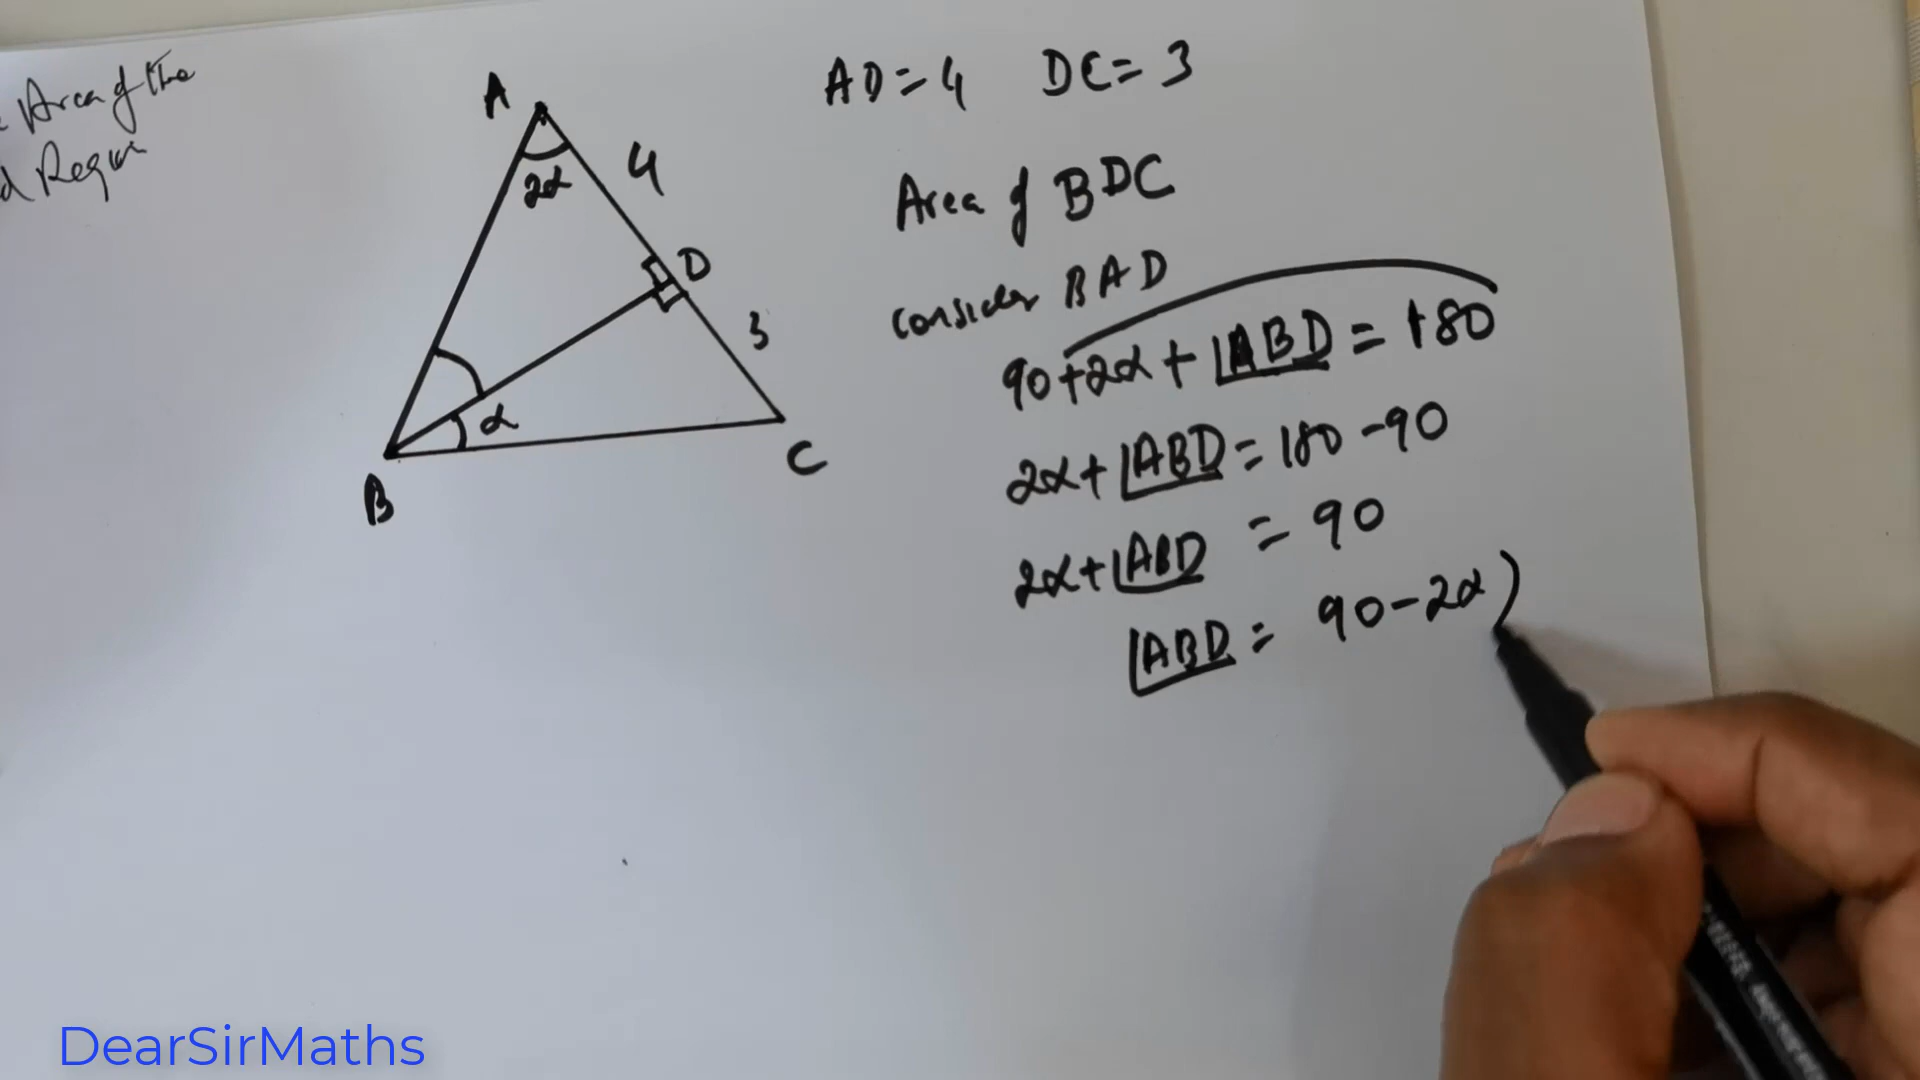 Area of the
d Region
A
2α
4
D
3
α
B
C
AD = 4 DC = 3
Area of BDC
Consider BAD
90 + 2α + ∠ABD = 180
2α + ∠ABD = 180 - 90
2α + ∠ABD = 90
∠ABD = 90 - 2α )
DearSirMaths